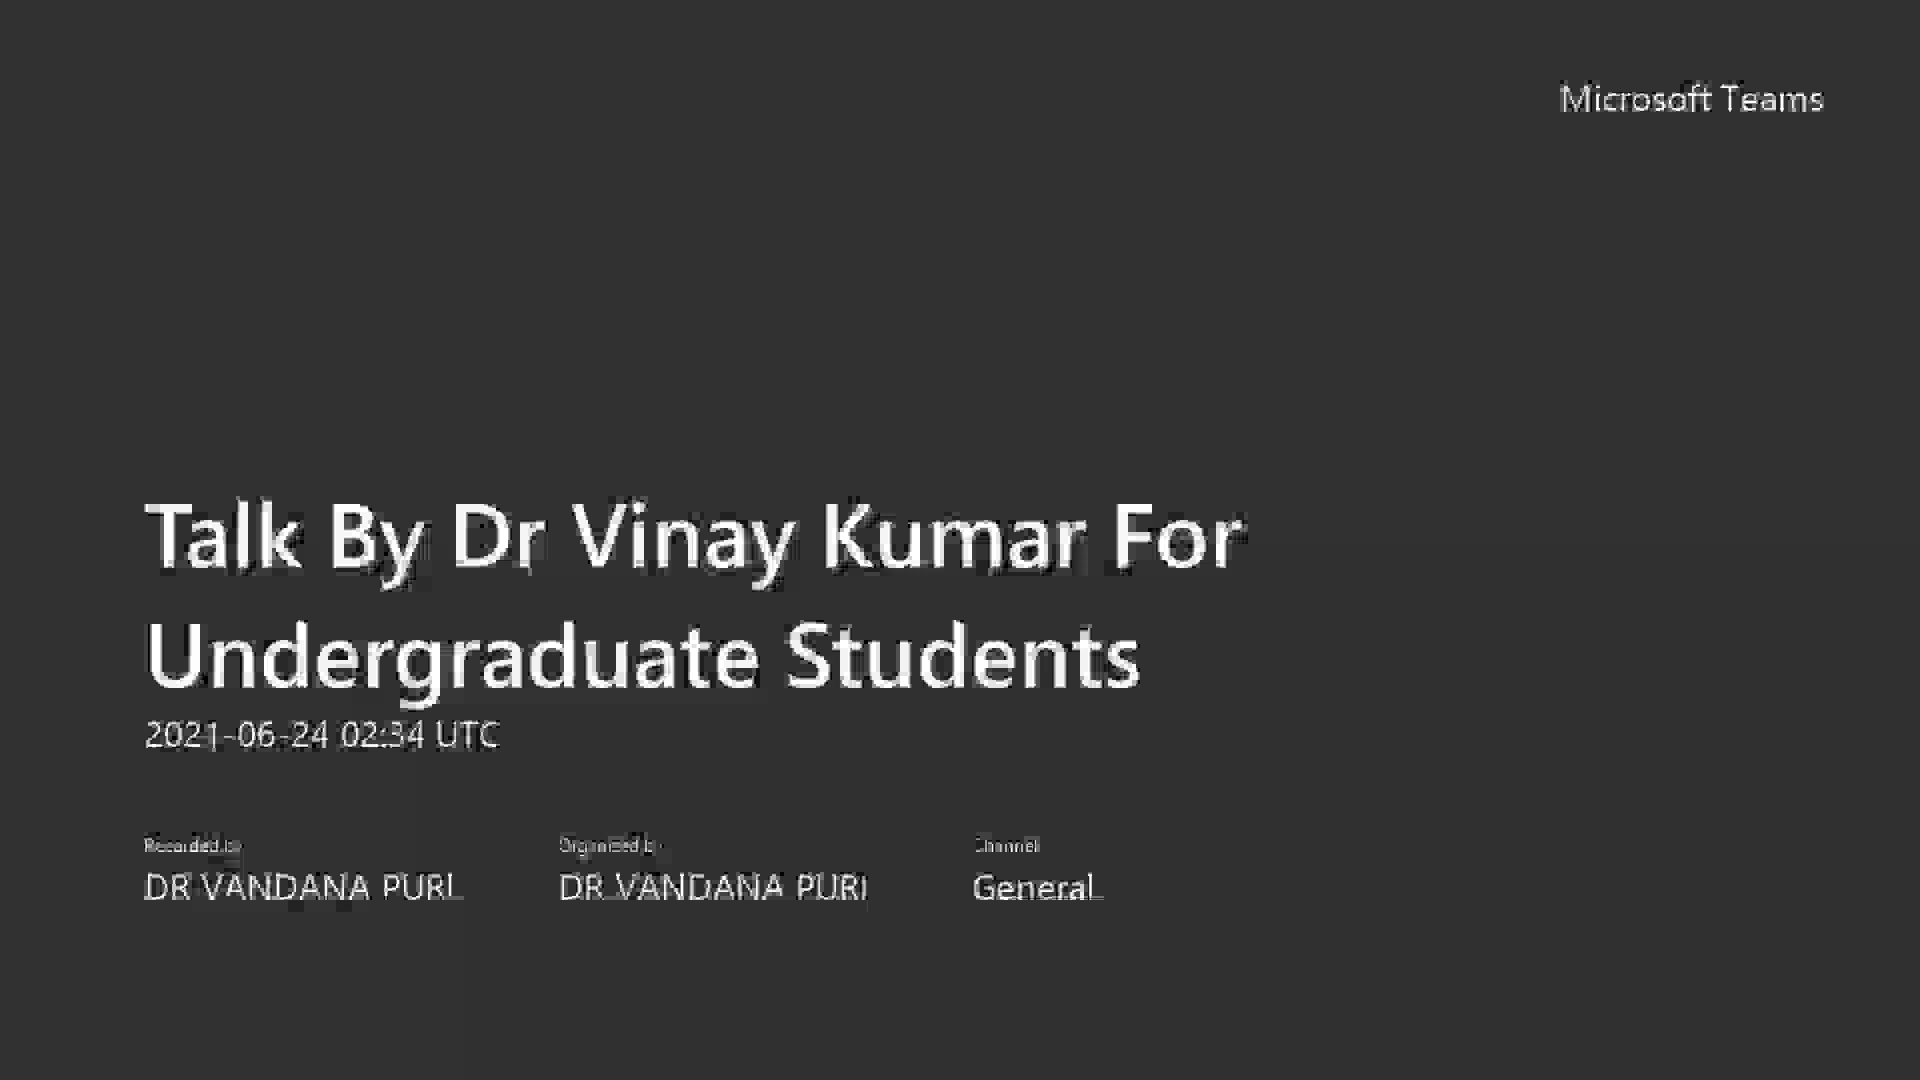 Microsoft Teams
Talk By Dr Vinay Kumar For
Undergraduate Students
2021-06-24 02:34 UTC
Recorded by Organized by Channel
DR VANDANA PURI DR VANDANA PURI General